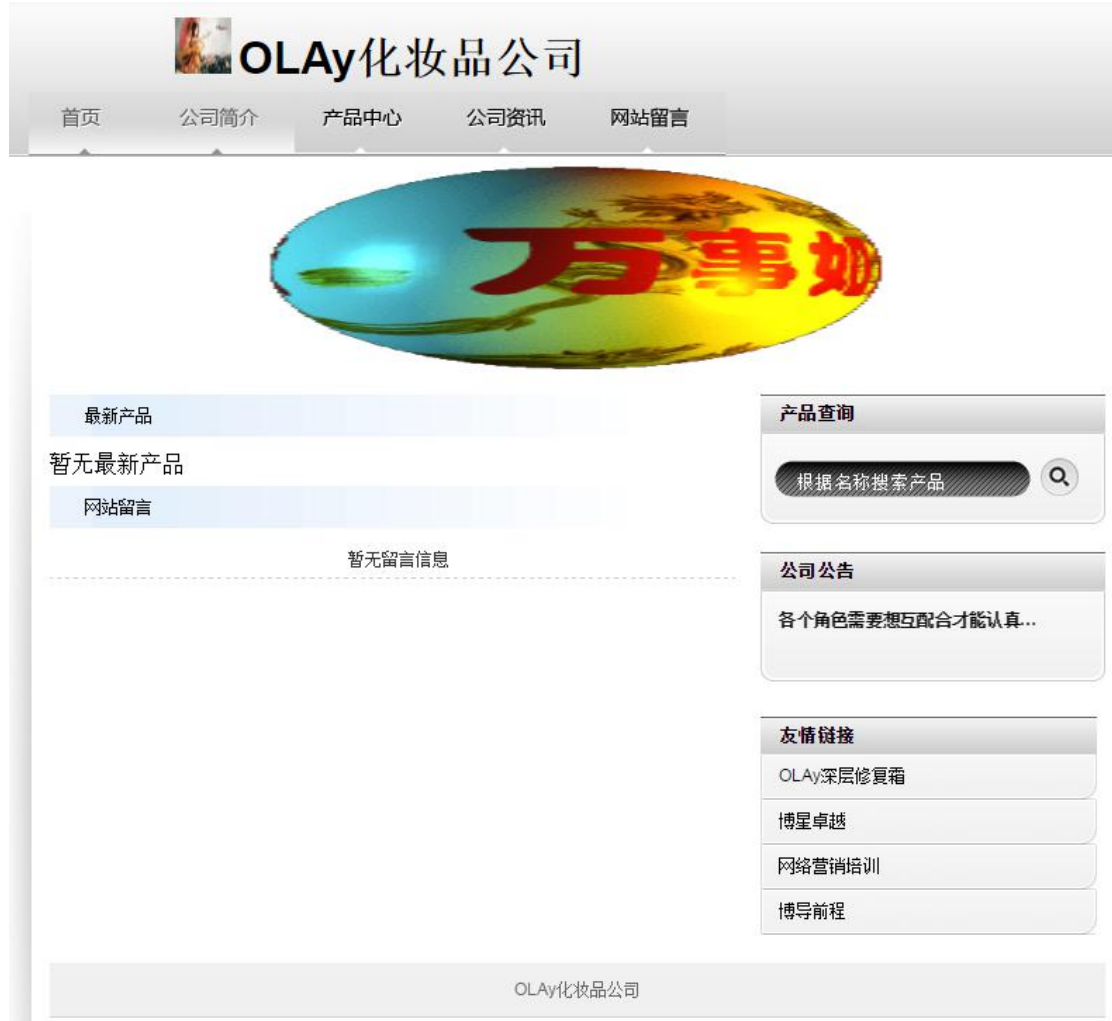 OLAy化妆品公司
首页 公司简介 产品中心 公司资讯 网站留言
万事如
最新产品
暂无最新产品
网站留言
暂无留言信息
产品查询
根据名称搜索产品
公司公告
各个角色需要想互配合才能认真...
友情链接
OLAy深层修复霜
博星卓越
网络营销培训
博导前程
OLAy化妆品公司